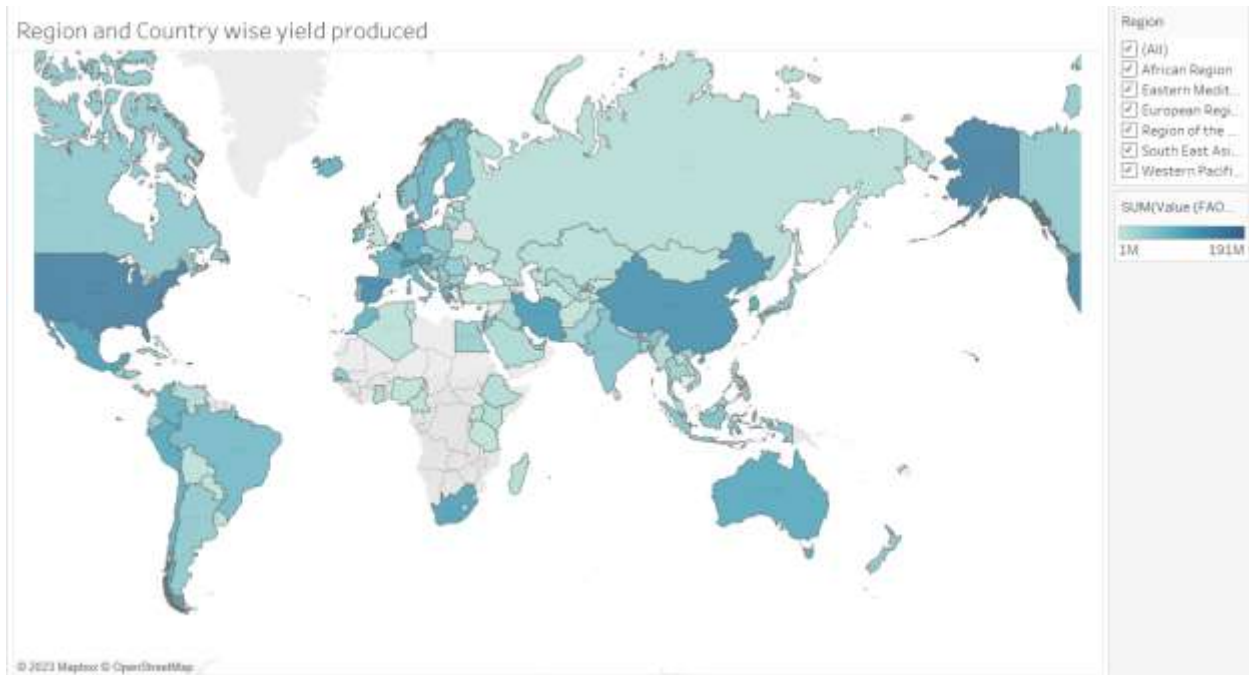 Region and Country wise yield produced
Region
(All)
African Region
Eastern Medit...
European Regi...
Region of the ...
South East Asi...
Western Pacifi...
SUM(Value (FAO...
1M 191M
© 2023 Mapbox © OpenStreetMap